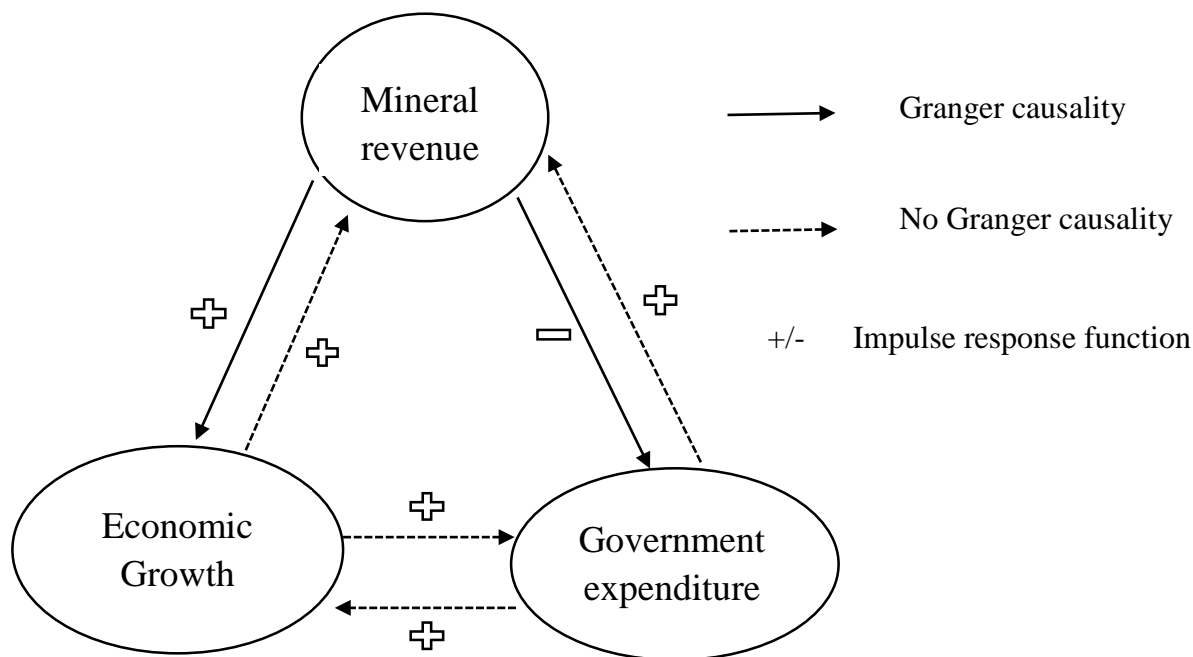 Mineral
revenue
Granger causality
No Granger causality
+/- Impulse response function
+
+
-
+
Economic
Growth
+
+
Government
expenditure